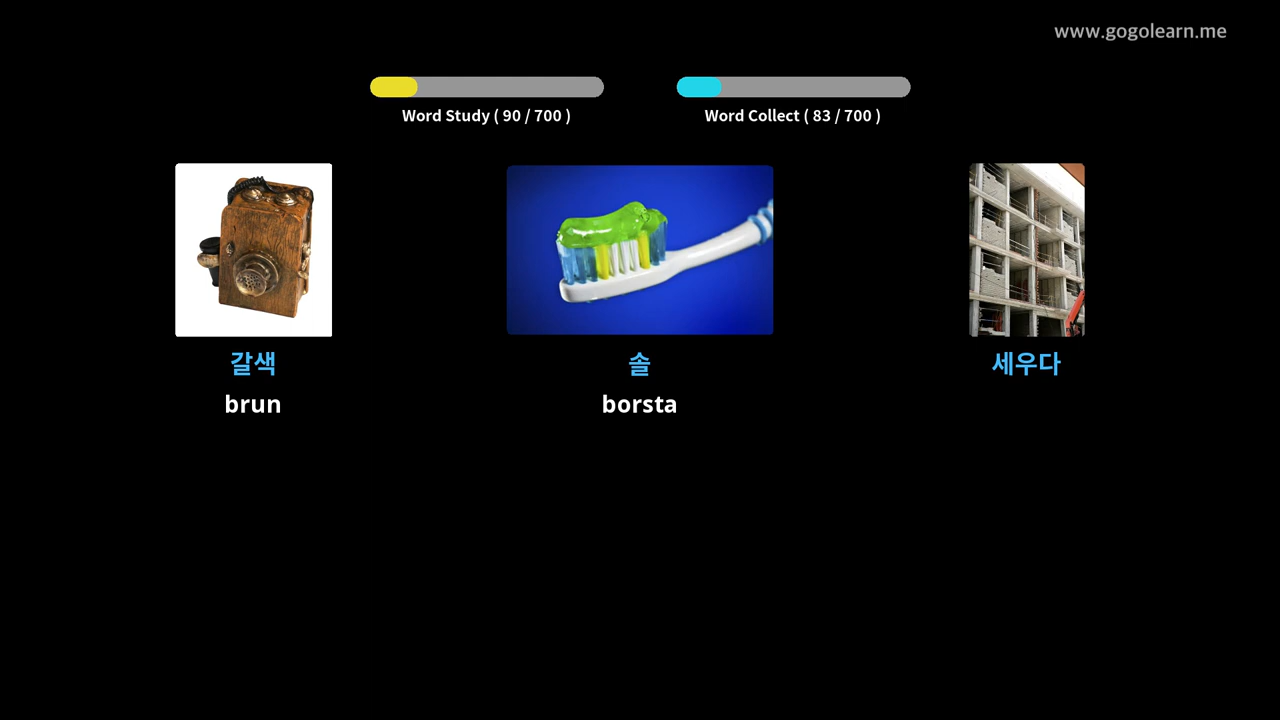 www.gogolearn.me
Word Study ( 90 / 700 )
Word Collect ( 83 / 700 )
갈색
솔
세우다
brun
borsta